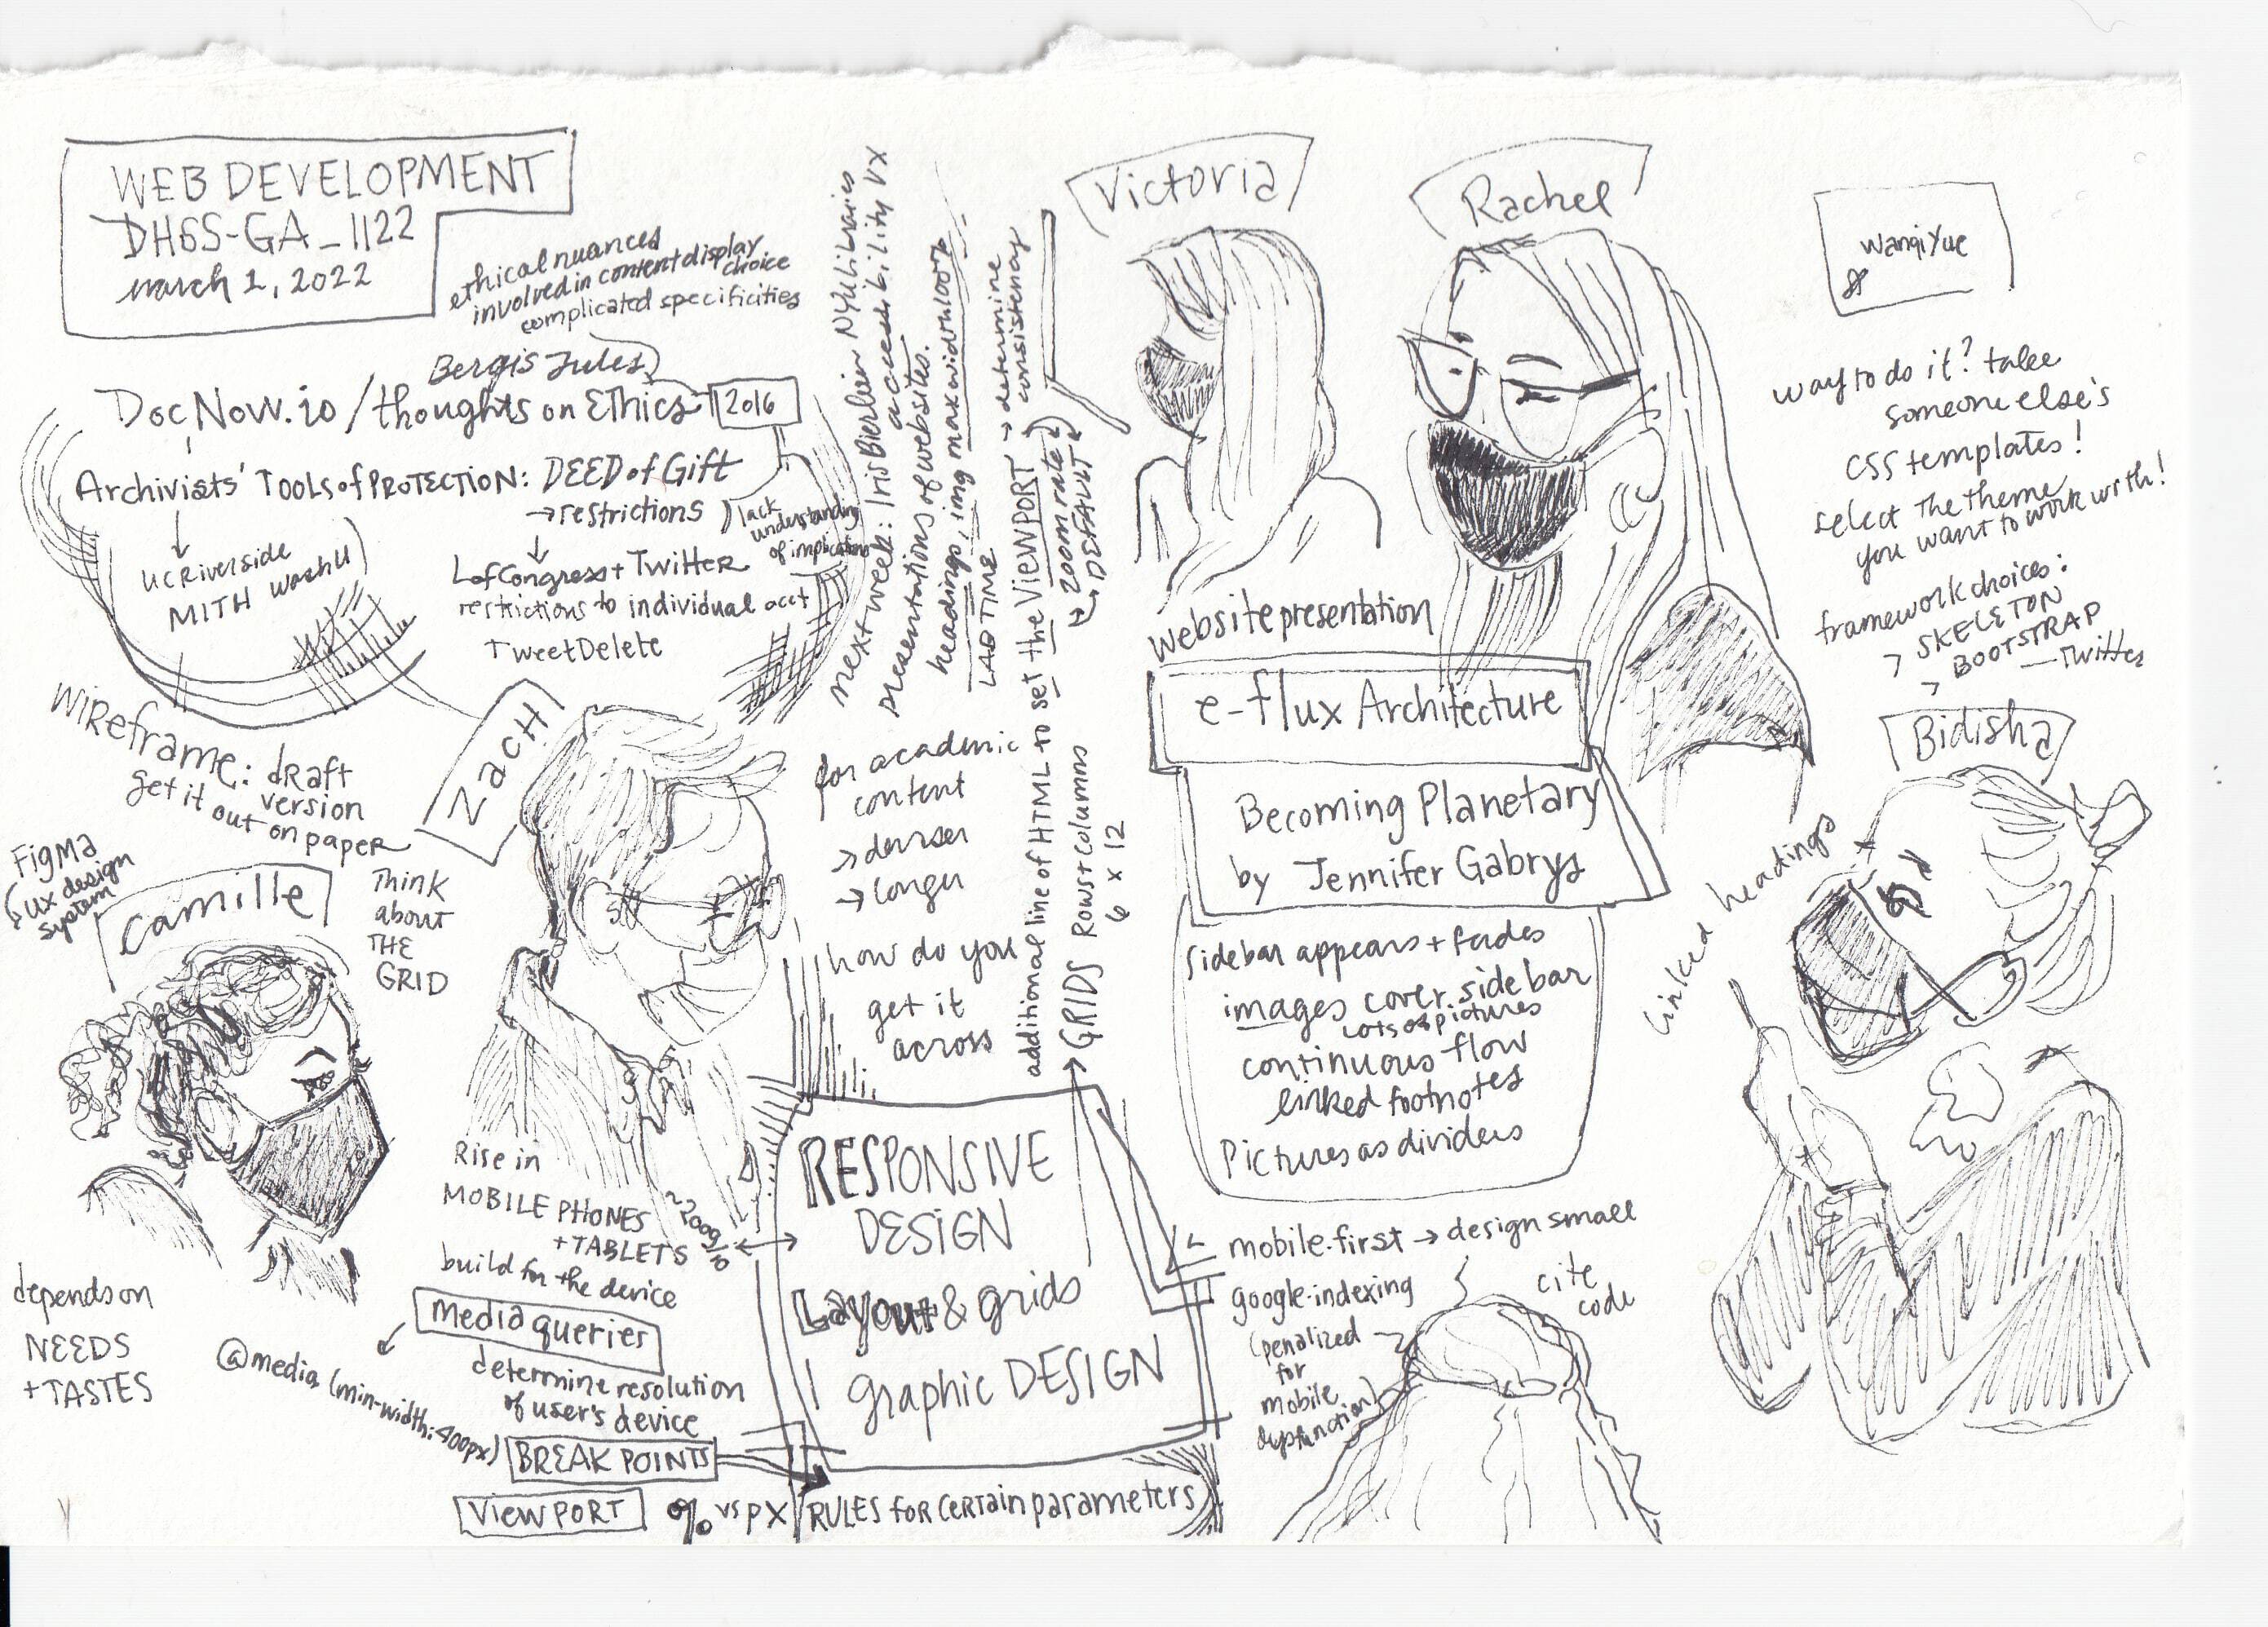 WEB DEVELOPMENT
DHSS-GA_1122
march 1, 2022
ethical nuances
involved in content display
choice
complicated specificities
Bergis Jules
DocNow.io / thoughts on Ethics
2016
Archivists' Tools of PROTECTION: DEED of Gift
→ restrictions
lack
understanding
of implications
UC Riverside
MITH WashU
L of Congress + Twitter
restrictions to individual acct
TweetDelete
WIReframe: draft
version
get it out on paper
Figma
UX design
system
Camille
Think
about
THE
GRID
Zach
depends on
NEEDS
+ TASTES
Rise in
MOBILE PHONES
+ TABLETS
build for the device
media queries
determine resolution
of user's device
@media (min-width: 400px)
BREAK POINTS
VIEWPORT
% vs px
RULES FOR CERTAIN parameters
next week: Iris Bierlein NYU libraries
accessibility UX
presentations of websites.
headings, img max width 100%
LAB TIME
→ determine
consistency
additional line of HTML to set the VIEWPORT
zoom rate
DEFAULT
→ GRIDS Rows + columns
6 x 12
for academic
content
→ denser
→ longer
how do you
get it
across
RESPONSIVE
DESIGN
Layout & grids
graphic DESIGN
Victoria
Rachel
website presentation
e-flux Architecture
Becoming Planetary
by Jennifer Gabrys
sidebar appears + fades
images cover sidebar
Lots of pictures
continuous flow
linked footnotes
Pictures as dividers
mobile-first → design small
google-indexing
(penalized
for
mobile
dysfunction)
cite
code
Wanqi Yue
way to do it? take
someone else's
CSS templates!
select the theme
you want to work with!
framework choices:
> SKELETON
> BOOTSTRAP
— Twitter
Bidisha
linked headings